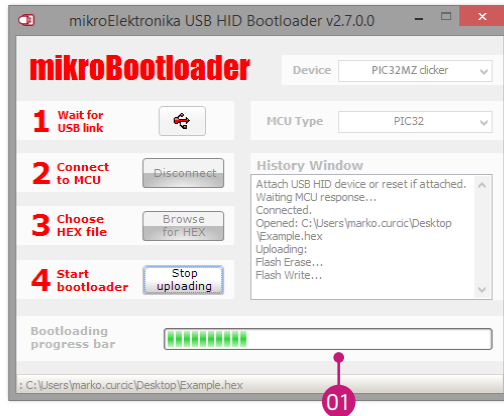 mikroElektronika USB HID Bootloader v2.7.0.0
mikroBootloader
Device
PIC32MZ clicker
1 Wait for
USB link
MCU Type
PIC32
2 Connect
to MCU
Disconnect
History Window
Attach USB HID device or reset if attached.
Waiting MCU response...
Connected.
Opened: C:\Users\marko.curcic\Desktop
\Example.hex
Uploading:
Flash Erase...
Flash Write...
3 Choose
HEX file
Browse
for HEX
4 Start
bootloader
Stop
uploading
Bootloading
progress bar
: C:\Users\marko.curcic\Desktop\Example.hex
01